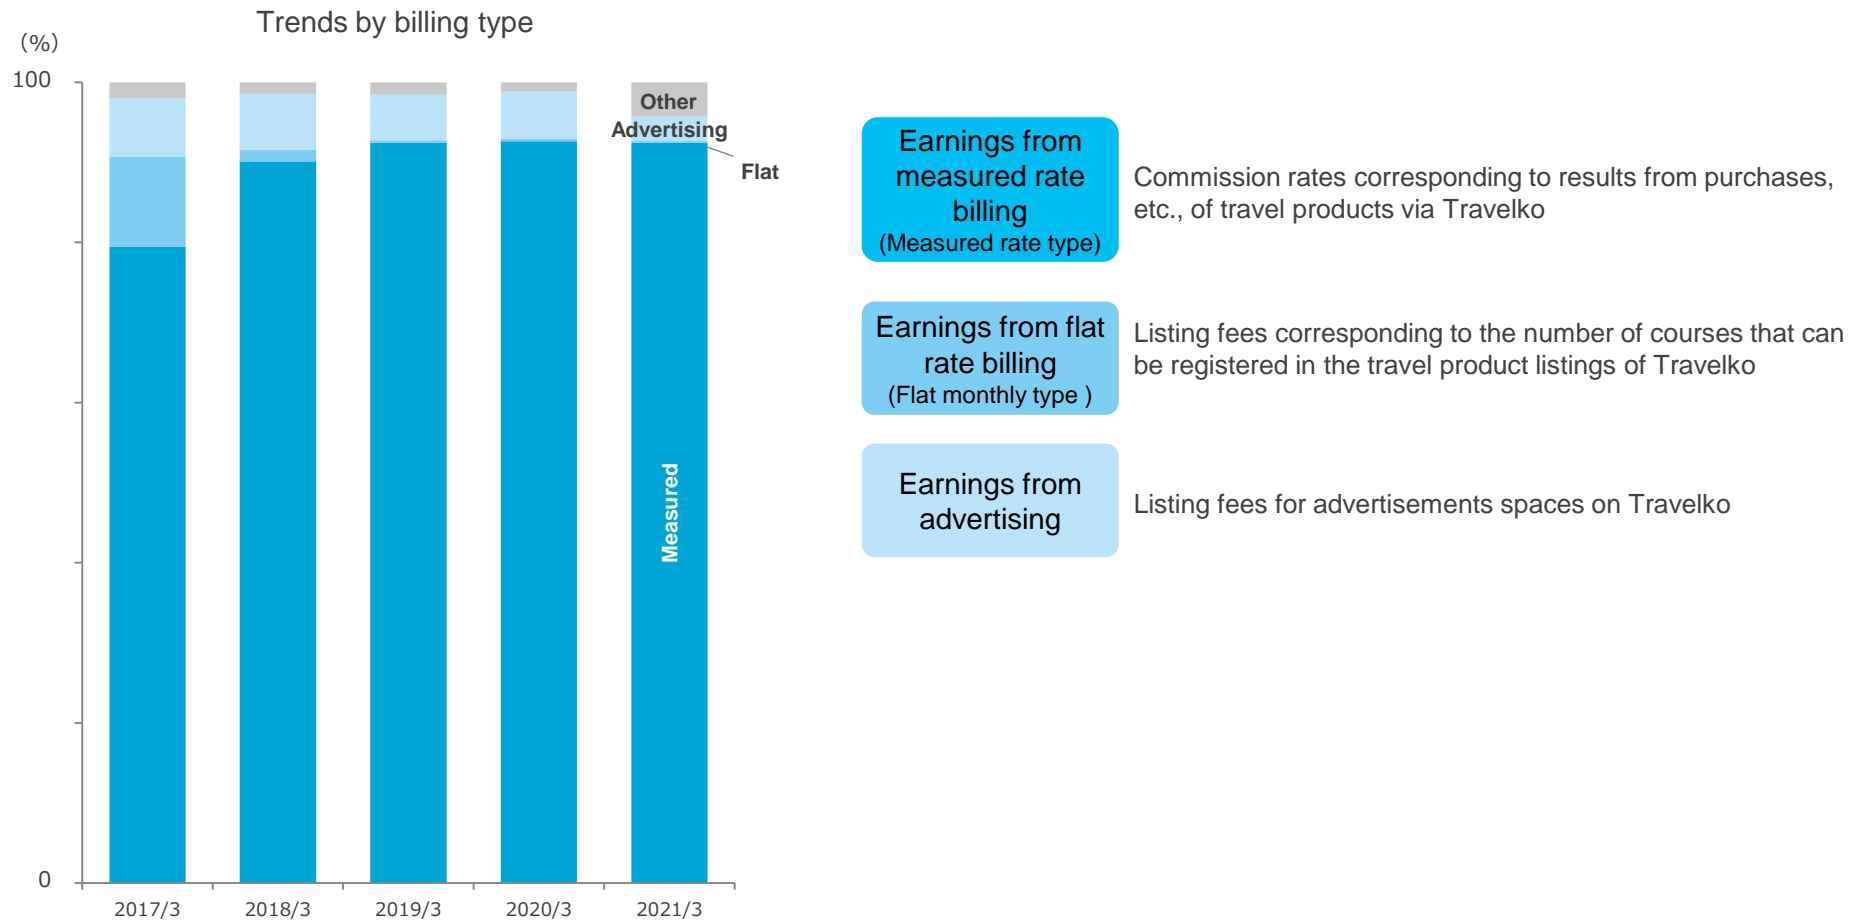 Trends by billing type
(%)
100
0
2017/3
2018/3
2019/3
2020/3
2021/3
Other
Advertising
Flat
Measured
Earnings from
measured rate
billing
(Measured rate type)
Commission rates corresponding to results from purchases,
etc., of travel products via Travelko
Earnings from flat
rate billing
(Flat monthly type )
Listing fees corresponding to the number of courses that can
be registered in the travel product listings of Travelko
Earnings from
advertising
Listing fees for advertisements spaces on Travelko